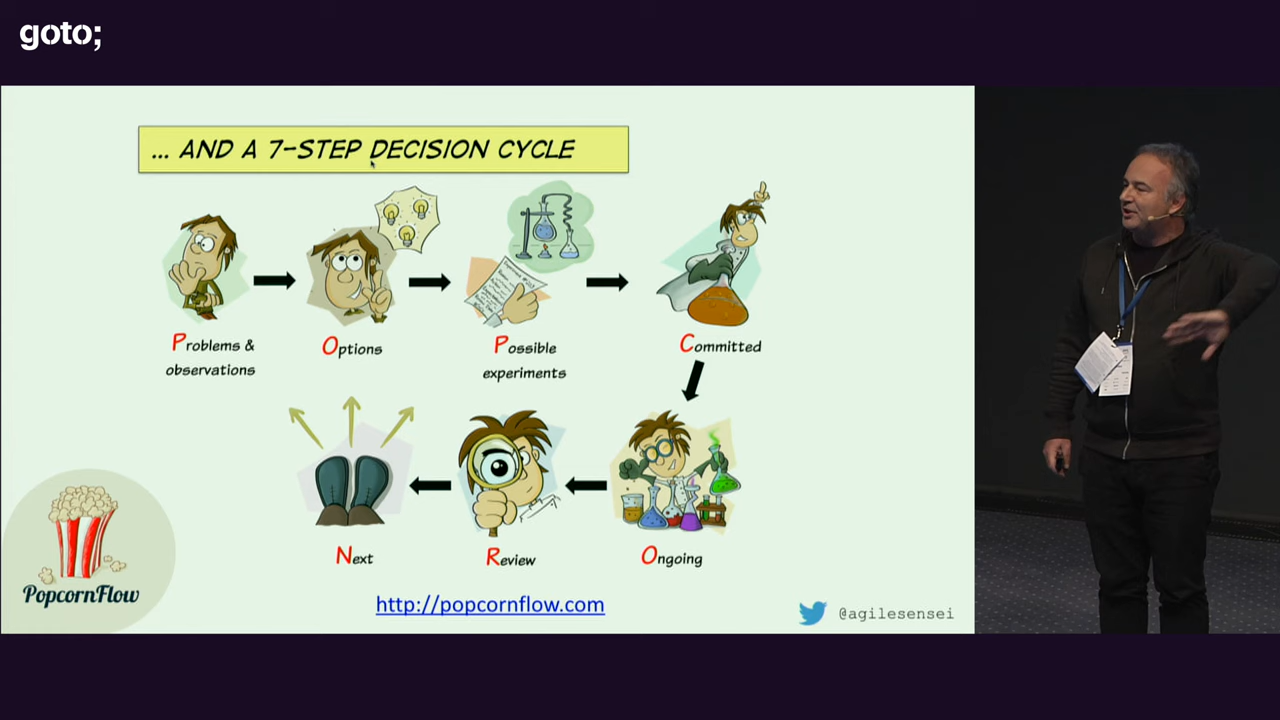 goto;
... AND A 7-STEP DECISION CYCLE
Problems &
observations
Options
Possible
experiments
Committed
Next
Review
Ongoing
PopcornFlow
http://popcornflow.com
@agilesensei